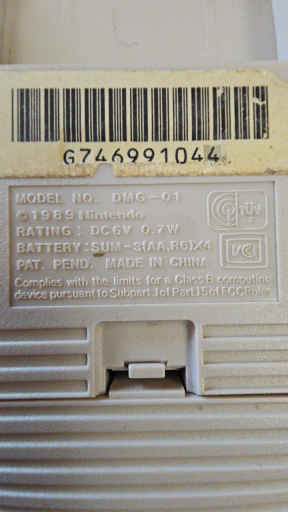 G746991044
MODEL NO. DMG-01
©1989 Nintendo
RATING: DC6V 0.7W
BATTERY:SUM-3(AA,R6)X4
PAT. PEND. MADE IN CHINA
Complies with the limits for a Class B computing
device pursuant to Subpart J of Part 15 of FCC Rules